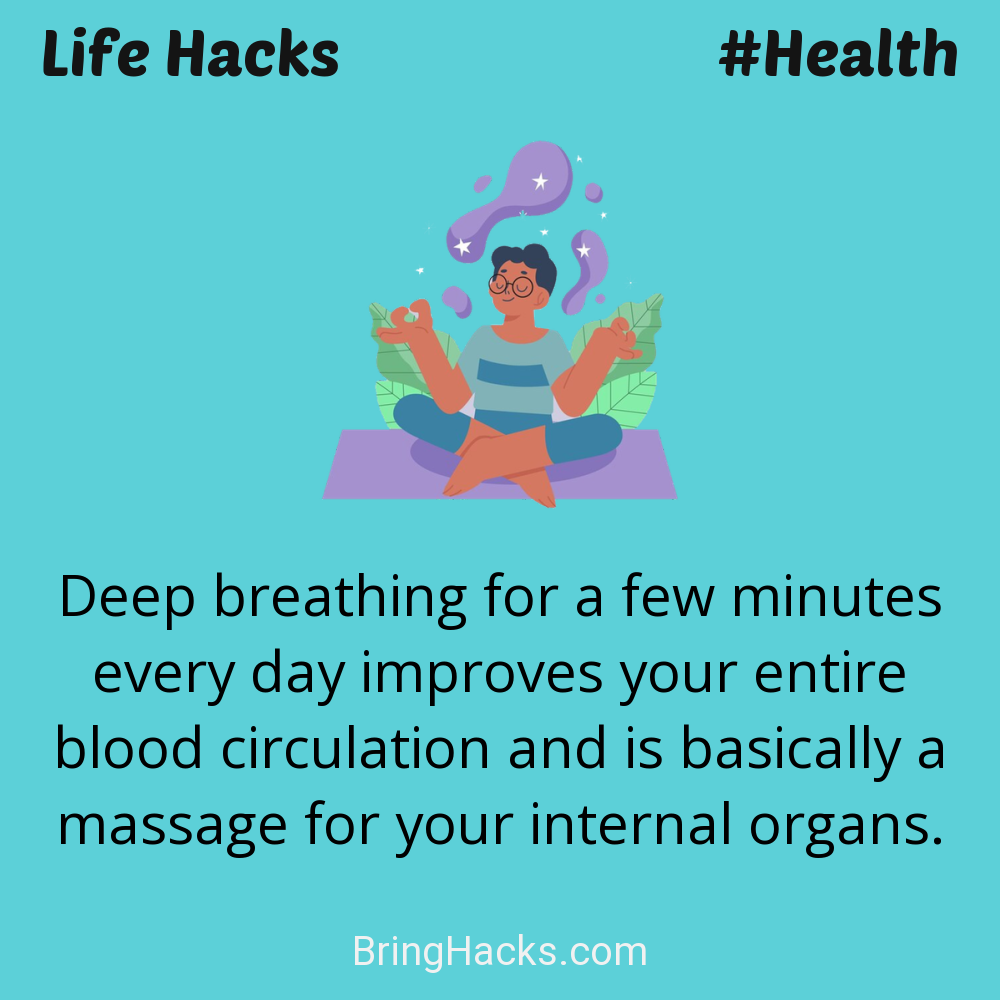 Life Hacks
#Health
Deep breathing for a few minutes
every day improves your entire
blood circulation and is basically a
massage for your internal organs.
BringHacks.com